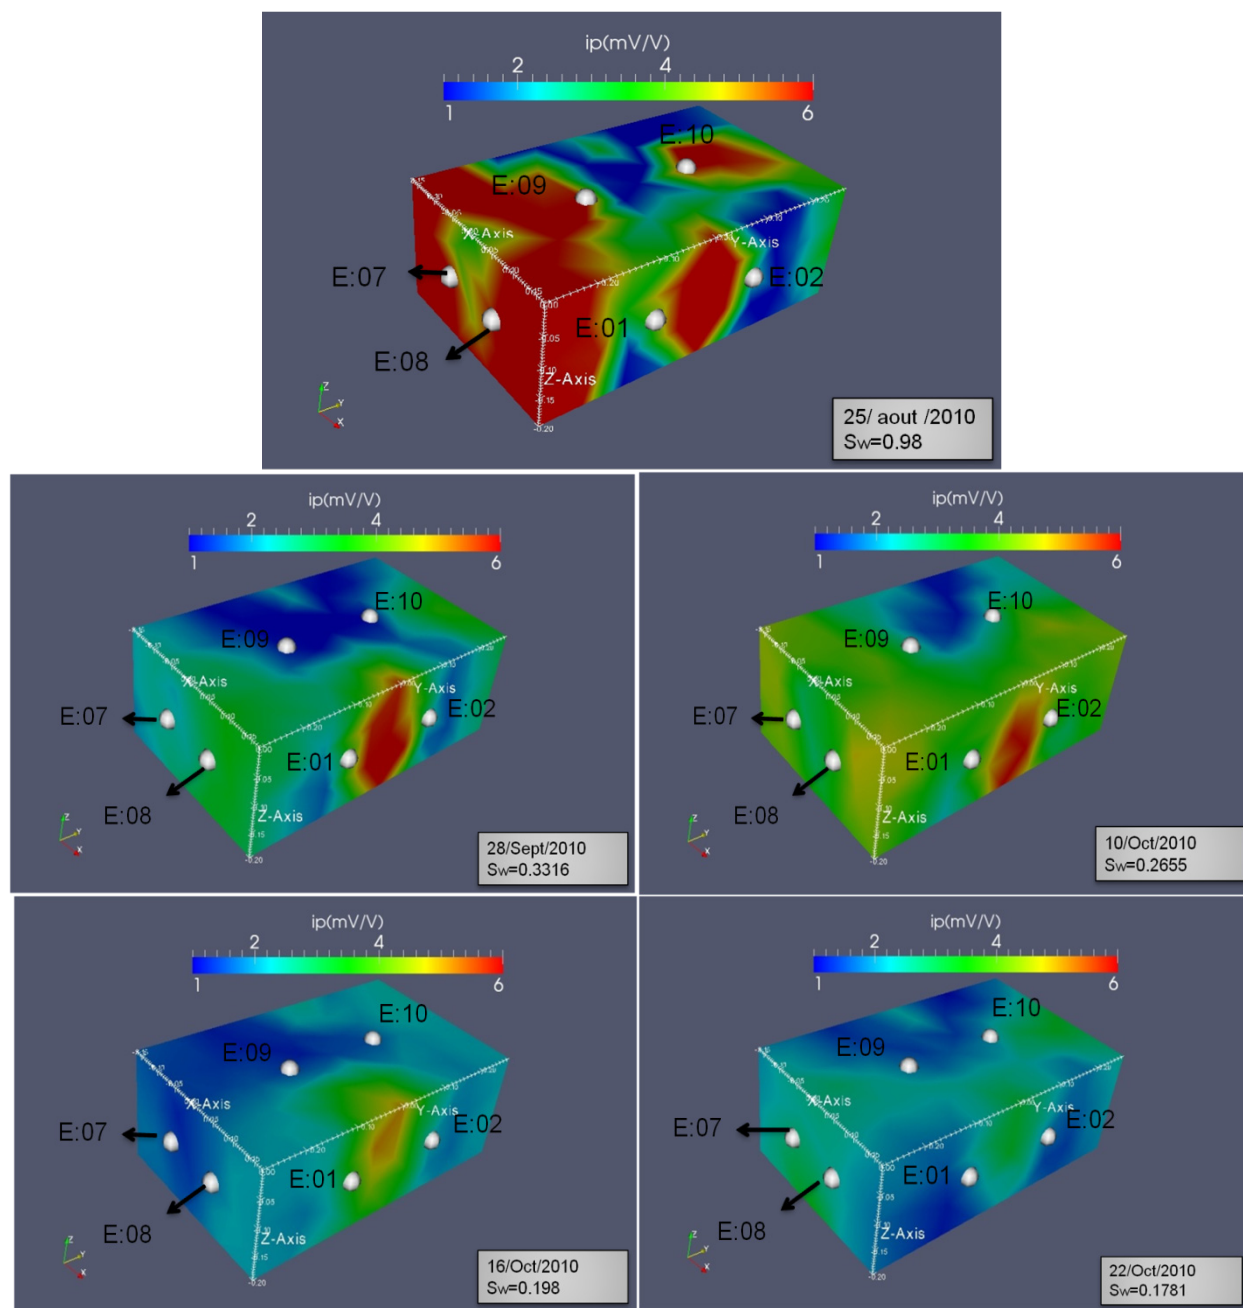 ip(mV/V)
2 4
1 6
E:10
E:09
X-Axis
Y-Axis
E:07
E:02
E:01
E:08
Z-Axis
Z
Y
X
25/ aout /2010
Sw=0.98
ip(mV/V)
2 4
1 6
E:10
E:09
X-Axis
Y-Axis
E:07
E:02
E:01
E:08
Z-Axis
Z
Y
X
28/Sept/2010
Sw=0.3316
ip(mV/V)
2 4
1 6
E:10
E:09
X-Axis
Y-Axis
E:07
E:02
E:01
E:08
Z-Axis
Z
Y
X
10/Oct/2010
Sw=0.2655
ip(mV/V)
2 4
1 6
E:10
E:09
X-Axis
Y-Axis
E:07
E:02
E:01
E:08
Z-Axis
Z
Y
X
16/Oct/2010
Sw=0.198
ip(mV/V)
2 4
1 6
E:10
E:09
X-Axis
Y-Axis
E:07
E:02
E:01
E:08
Z-Axis
Z
Y
X
22/Oct/2010
Sw=0.1781